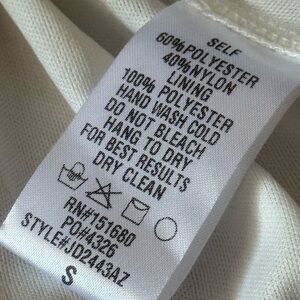 SELF
60% POLYESTER
40% NYLON
LINING
100% POLYESTER
HAND WASH COLD
DO NOT BLEACH
HANG TO DRY
FOR BEST RESULTS
DRY CLEAN
RN#151680
PO#4326
STYLE#JD2443AZ
S